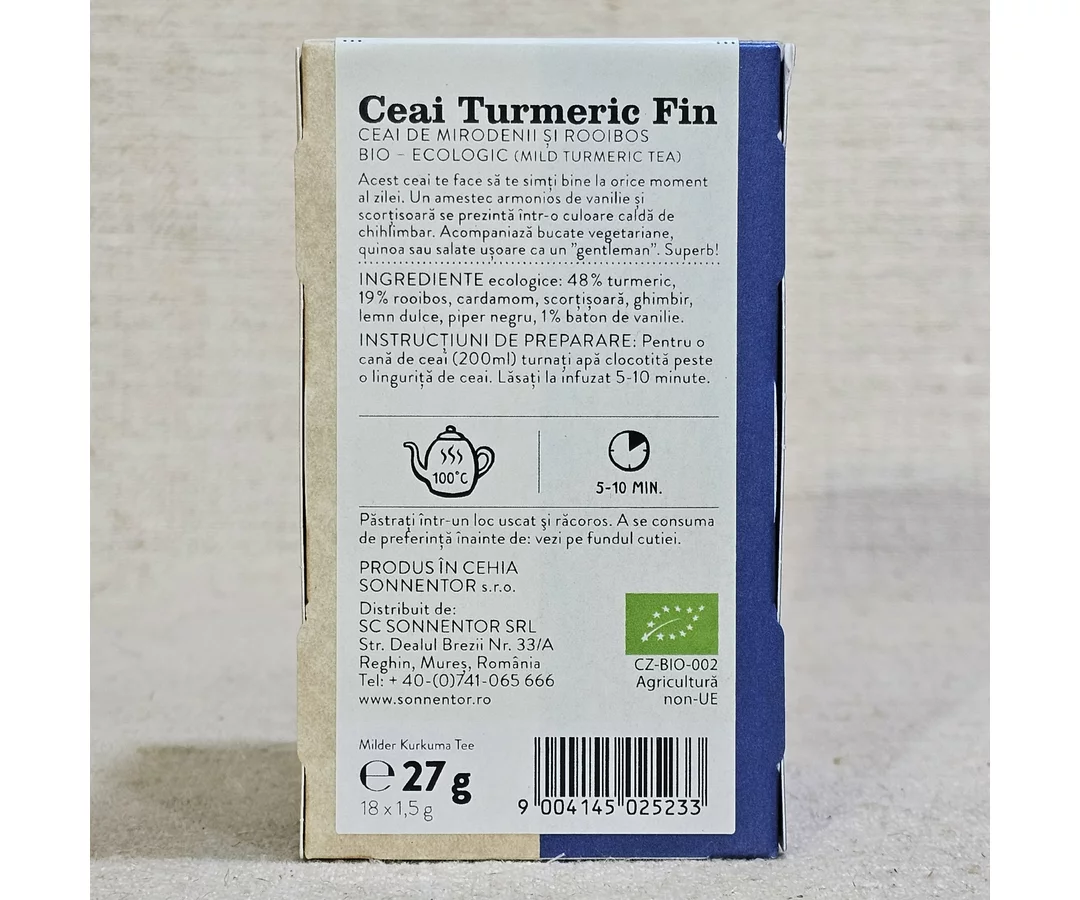 Ceai Turmeric Fin
CEAI DE MIRODENII ȘI ROOIBOS
BIO – ECOLOGIC (MILD TURMERIC TEA)
Acest ceai te face să te simți bine la orice moment
al zilei. Un amestec armonios de vanilie și
scorțisoară se prezintă într-o culoare caldă de
chihlimbar. Acompaniază bucate vegetariane,
quinoa sau salate ușoare ca un "gentleman". Superb!
INGREDIENTE ecologice: 48% turmeric,
19% rooibos, cardamom, scorțișoară, ghimbir,
lemn dulce, piper negru, 1% baton de vanilie.
INSTRUCȚIUNI DE PREPARARE: Pentru o
cană de ceai (200ml) turnați apă clocotită peste
o linguriță de ceai. Lăsați la infuzat 5-10 minute.
100°C
5-10 MIN.
Păstrați într-un loc uscat şi răcoros. A se consuma
de preferință înainte de: vezi pe fundul cutiei.
PRODUS ÎN CEHIA
SONNENTOR s.r.o.
Distribuit de:
SC SONNENTOR SRL
Str. Dealul Brezii Nr. 33/A
Reghin, Mureș, România
Tel: + 40-(0)741-065 666
www.sonnentor.ro
CZ-BIO-002
Agricultură
non-UE
Milder Kurkuma Tee
℮ 27 g
18 x 1,5 g
9 004145 025233